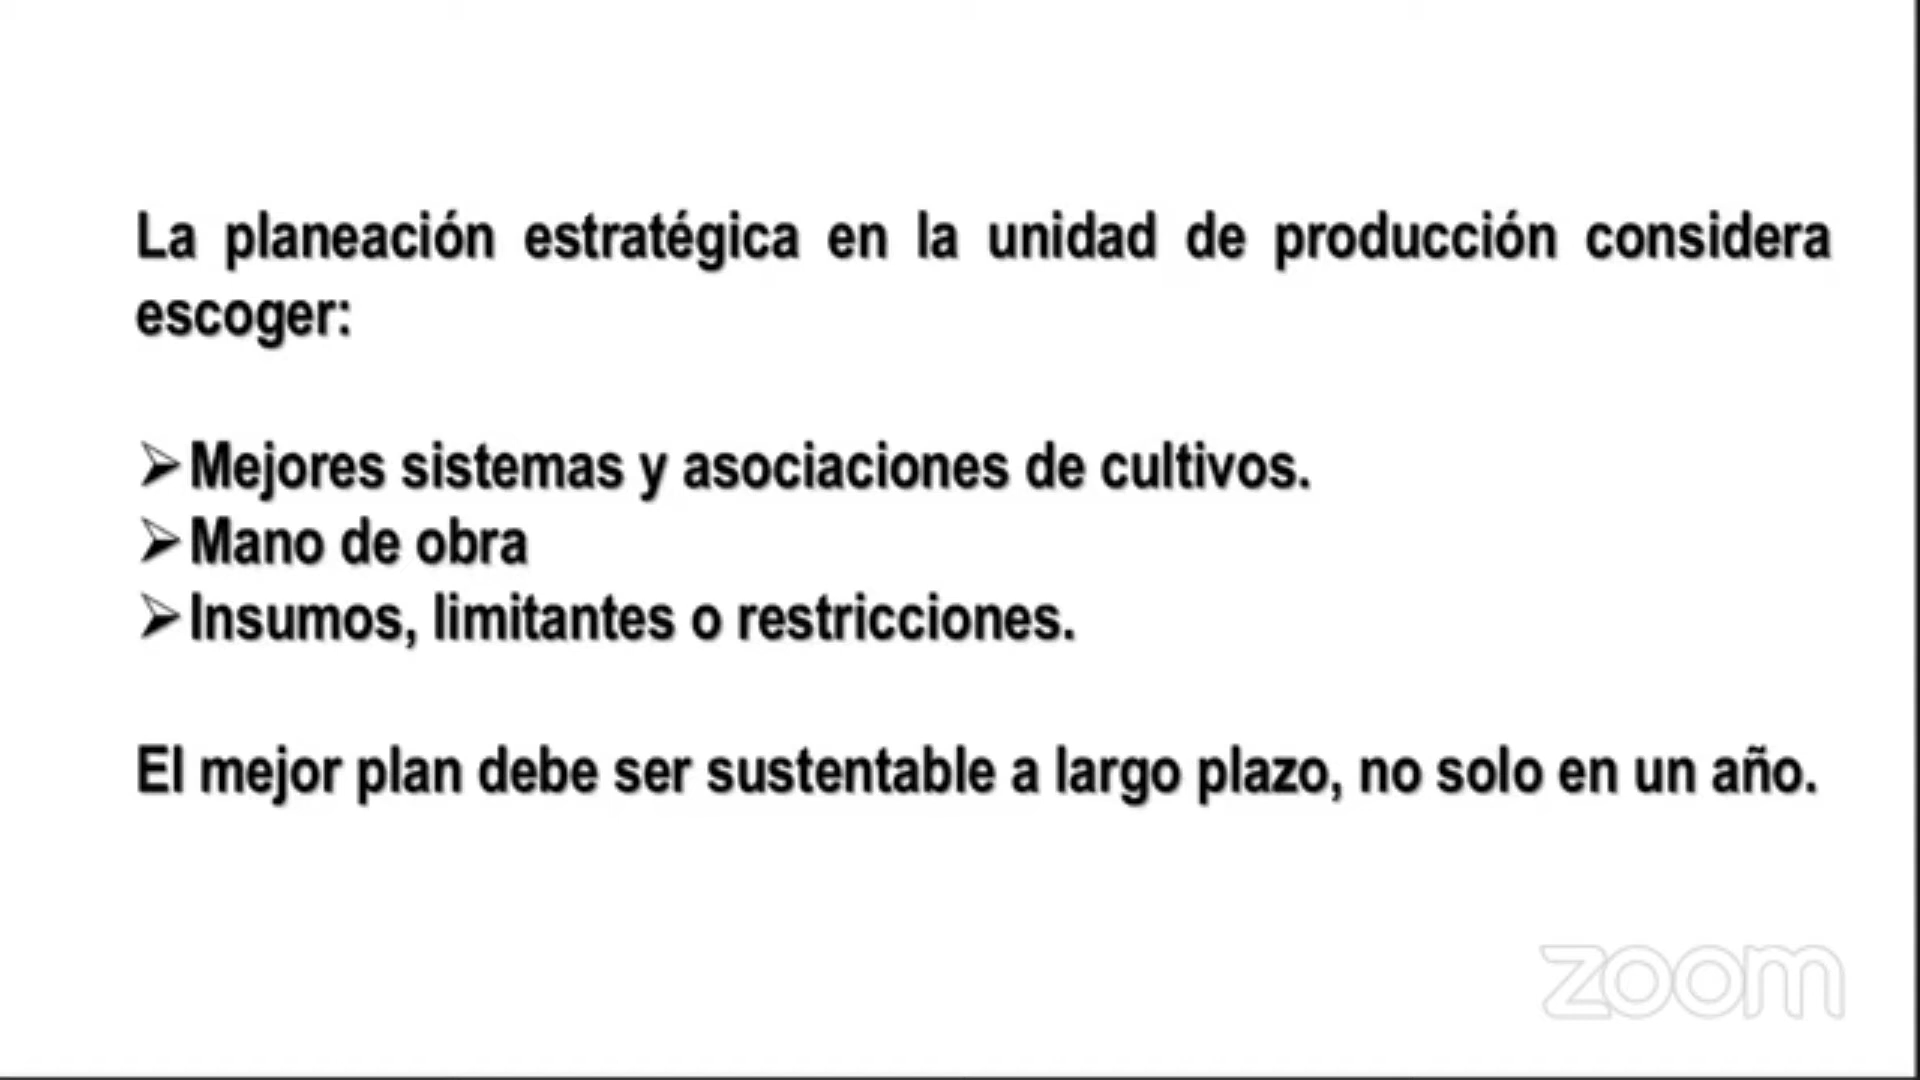 La planeación estratégica en la unidad de producción considera
escoger:
➢Mejores sistemas y asociaciones de cultivos.
➢Mano de obra
➢Insumos, limitantes o restricciones.
El mejor plan debe ser sustentable a largo plazo, no solo en un año.
zoom